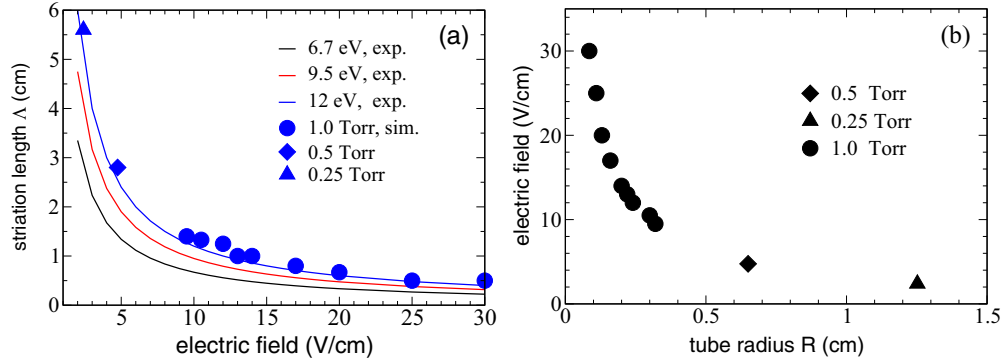 (a)
6
5
4
3
2
1
0
striation length Λ (cm)
6.7 eV, exp.
9.5 eV, exp.
12 eV, exp.
1.0 Torr, sim.
0.5 Torr
0.25 Torr
5 10 15 20 25 30
electric field (V/cm)
(b)
30
20
10
0
electric field (V/cm)
0.5 Torr
0.25 Torr
1.0 Torr
0 0.5 1 1.5
tube radius R (cm)